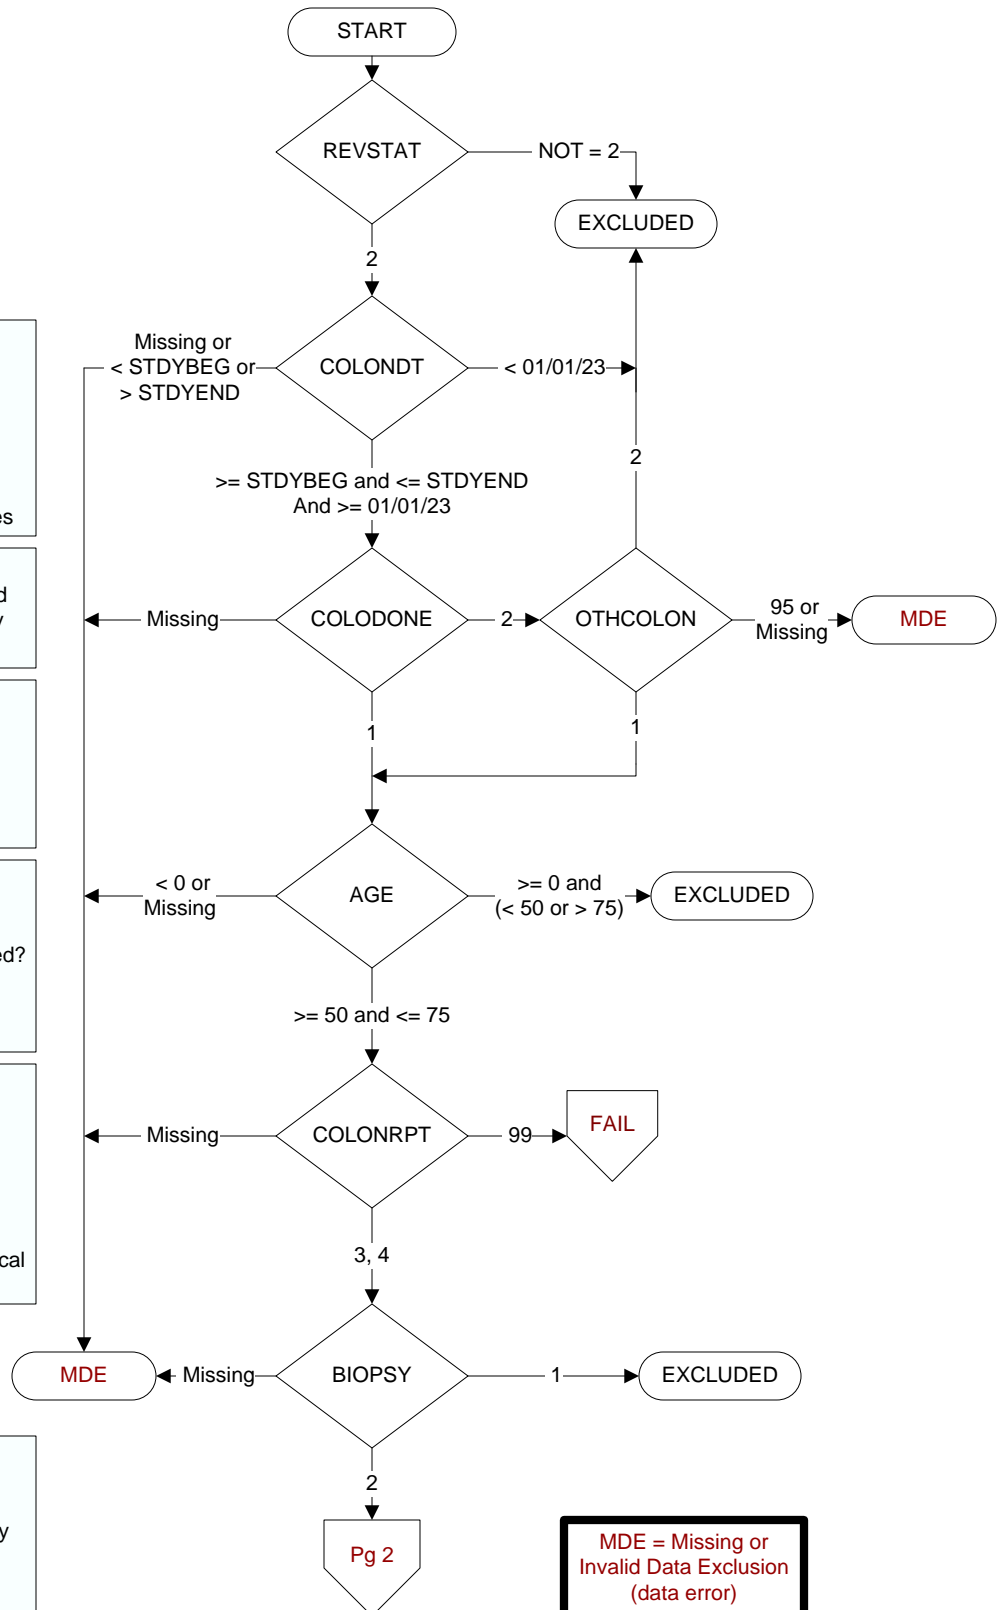 START
REVSTAT
NOT = 2
EXCLUDED
2
Missing or
< STDYBEG or
> STDYEND
COLONDT
< 01/01/23
2
>= STDYBEG and <= STDYEND
And >= 01/01/23
es
d
y
Missing
COLODONE
2
OTHCOLON
95 or
Missing
MDE
1
1
< 0 or
Missing
AGE
>= 0 and
(< 50 or > 75)
EXCLUDED
ed?
>= 50 and <= 75
Missing
COLONRPT
99
FAIL
cal
3, 4
MDE
Missing
BIOPSY
1
EXCLUDED
2
y
Pg 2
MDE = Missing or
Invalid Data Exclusion
(data error)